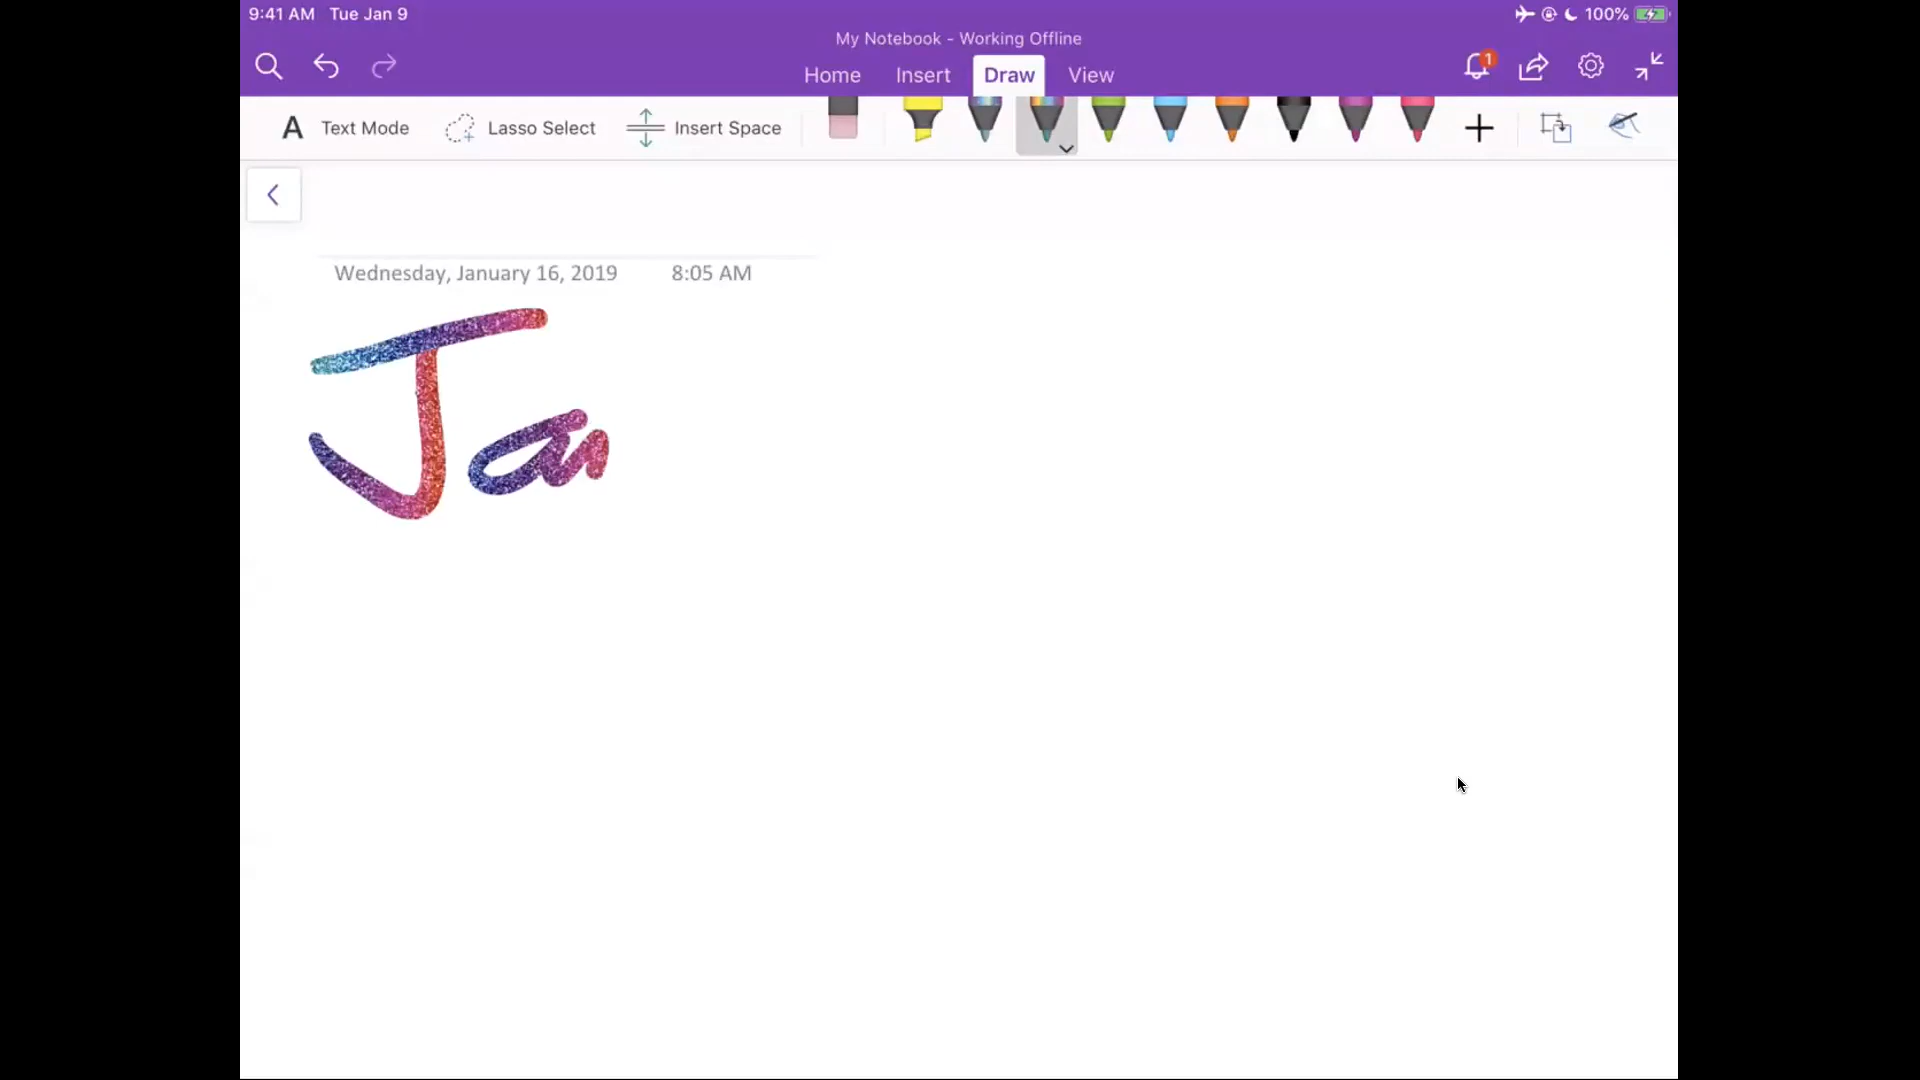 9:41 AM Tue Jan 9 100%
My Notebook - Working Offline
Home Insert Draw View 1
A Text Mode Lasso Select Insert Space
Wednesday, January 16, 2019 8:05 AM
Ja